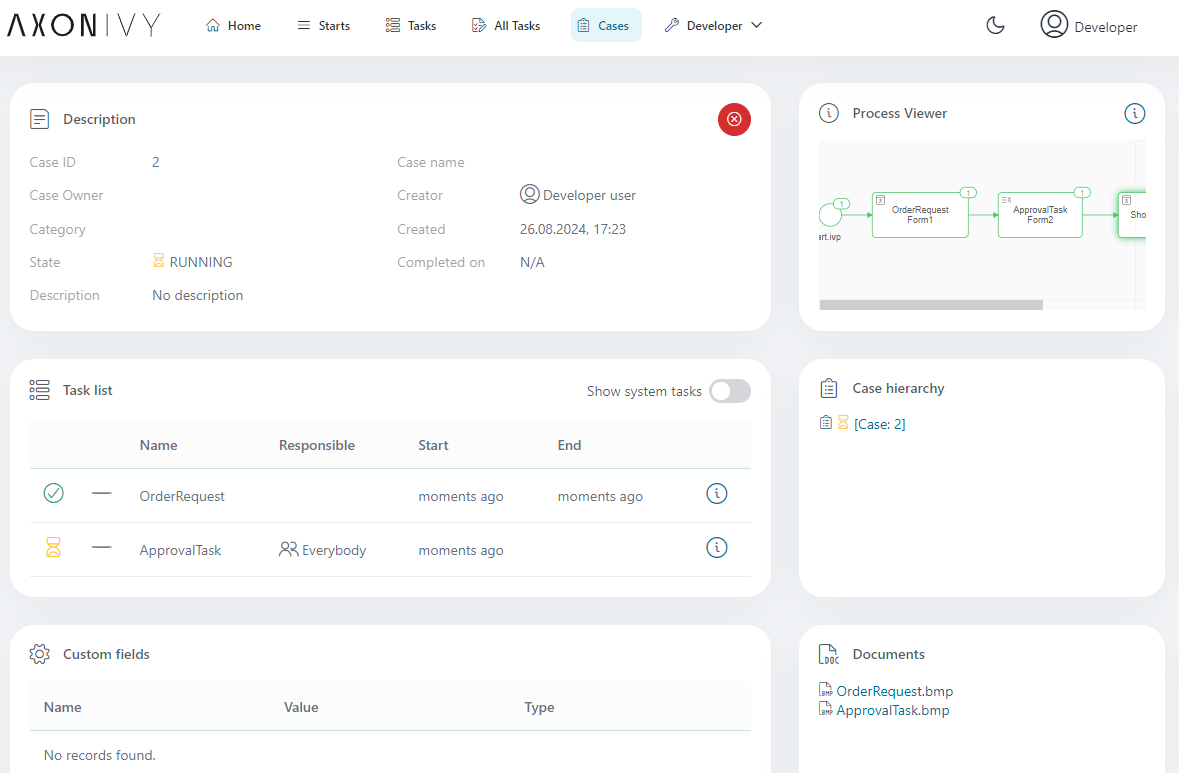 AXONIVY
Home
Starts
Tasks
All Tasks
Cases
Developer
Developer
Description
Case ID 2
Case name
Case Owner
Creator Developer user
Category
Created 26.08.2024, 17:23
State RUNNING
Completed on N/A
Description No description
Process Viewer
1
art.ivp
1
OrderRequest
Form1
1
ApprovalTask
Form2
Sho
Task list
Show system tasks
Name Responsible Start End
OrderRequest moments ago moments ago
ApprovalTask Everybody moments ago
Case hierarchy
[Case: 2]
Custom fields
Name Value Type
No records found.
DOC
Documents
BMP OrderRequest.bmp
BMP ApprovalTask.bmp